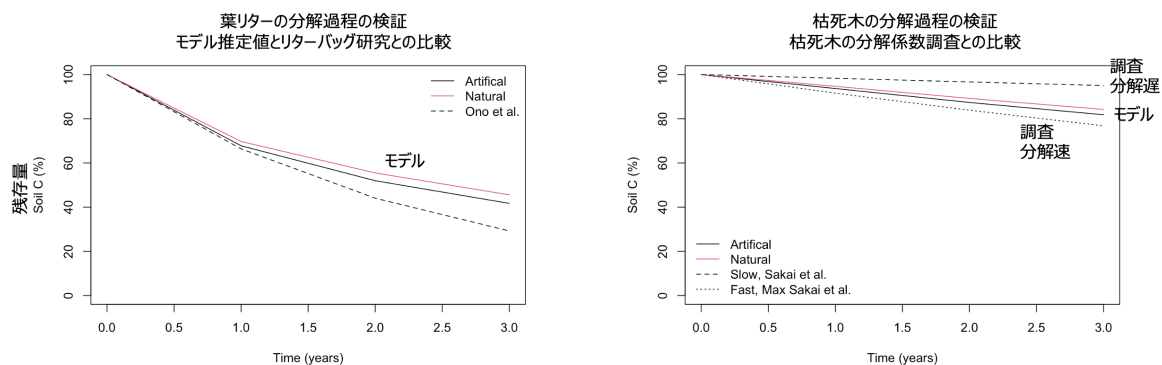 葉リターの分解過程の検証
モデル推定値とリターバッグ研究との比較
残存量
Soil C (%)
100
80
60
40
20
0
Artifical
Natural
Ono et al.
モデル
0.0 0.5 1.0 1.5 2.0 2.5 3.0
Time (years)
枯死木の分解過程の検証
枯死木の分解係数調査との比較
Soil C (%)
100
80
60
40
20
0
調査
分解遅
モデル
調査
分解速
Artifical
Natural
Slow, Sakai et al.
Fast, Max Sakai et al.
0.0 0.5 1.0 1.5 2.0 2.5 3.0
Time (years)